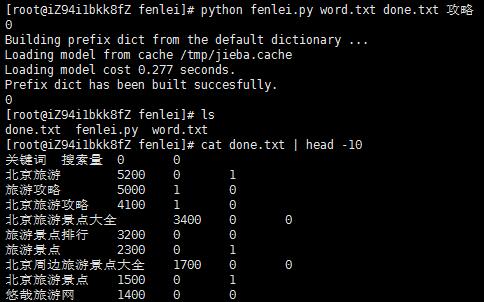 [root@iZ94i1bkk8fZ fenlei]# python fenlei.py word.txt done.txt 攻略
0
Building prefix dict from the default dictionary ...
Loading model from cache /tmp/jieba.cache
Loading model cost 0.277 seconds.
Prefix dict has been built succesfully.
0
[root@iZ94i1bkk8fZ fenlei]# ls
done.txt  fenlei.py  word.txt
[root@iZ94i1bkk8fZ fenlei]# cat done.txt | head -10
关键词  搜索量  0  0
北京旅游  5200  0  1
旅游攻略  5000  1  0
北京旅游攻略  4100  1  0
北京旅游景点大全  3400  0  0
旅游景点排行  3200  0  0
旅游景点  2300  0  1
北京周边旅游景点大全  1700  0  0
北京旅游景点  1500  0  1
悠哉旅游网  1400  0  0